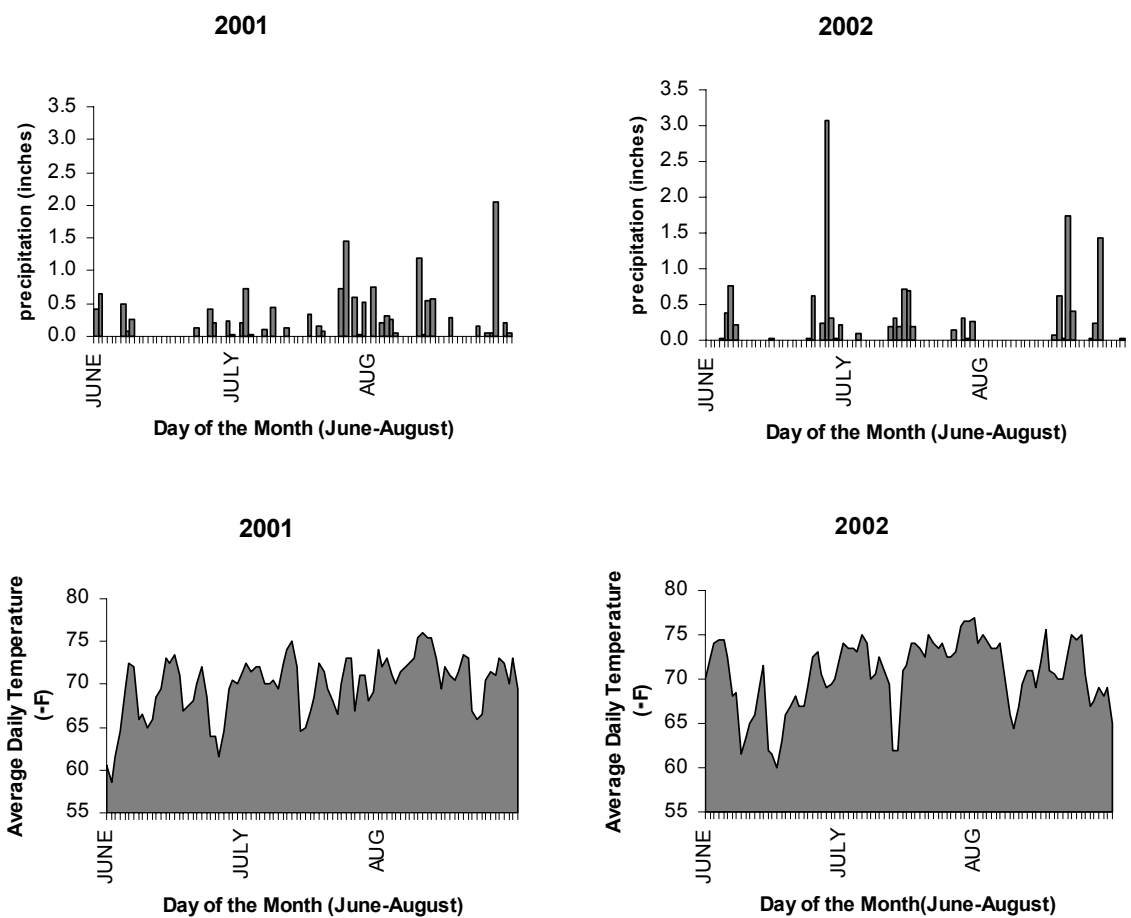 2001
3.5
3.0
2.5
2.0
1.5
1.0
0.5
0.0
precipitation (inches)
JUNE
JULY
AUG
Day of the Month (June-August)
2002
3.5
3.0
2.5
2.0
1.5
1.0
0.5
0.0
precipitation (inches)
JUNE
JULY
AUG
Day of the Month (June-August)
2001
80
75
70
65
60
55
Average Daily Temperature
(▪F)
JUNE
JULY
AUG
Day of the Month (June-August)
2002
80
75
70
65
60
55
Average Daily Temperature
(▪F)
JUNE
JULY
AUG
Day of the Month(June-August)